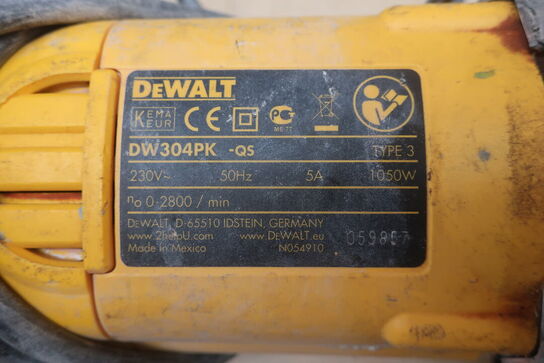 DEWALT
KEMA
KEUR
CE
DW304PK -QS TYPE 3
230V~ 50Hz 5A 1050W
n₀ 0-2800 / min
DEWALT, D-65510 IDSTEIN, GERMANY
www.2helpU.com www.DEWALT.eu
Made in Mexico N054910